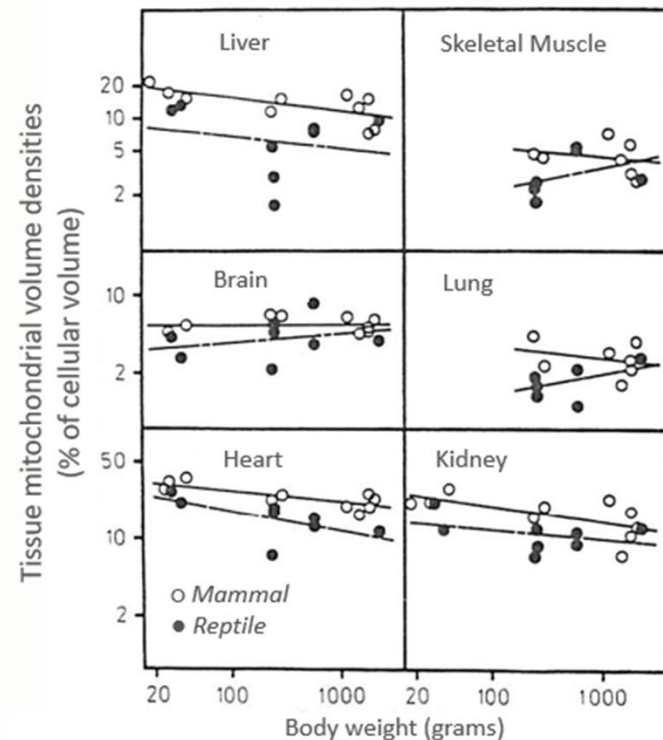 Tissue mitochondrial volume densities
(% of cellular volume)
Liver
Skeletal Muscle
20
10
5
2
Brain
Lung
10
2
Heart
Kidney
50
10
2
Mammal
Reptile
20 100 1000 20 100 1000
Body weight (grams)